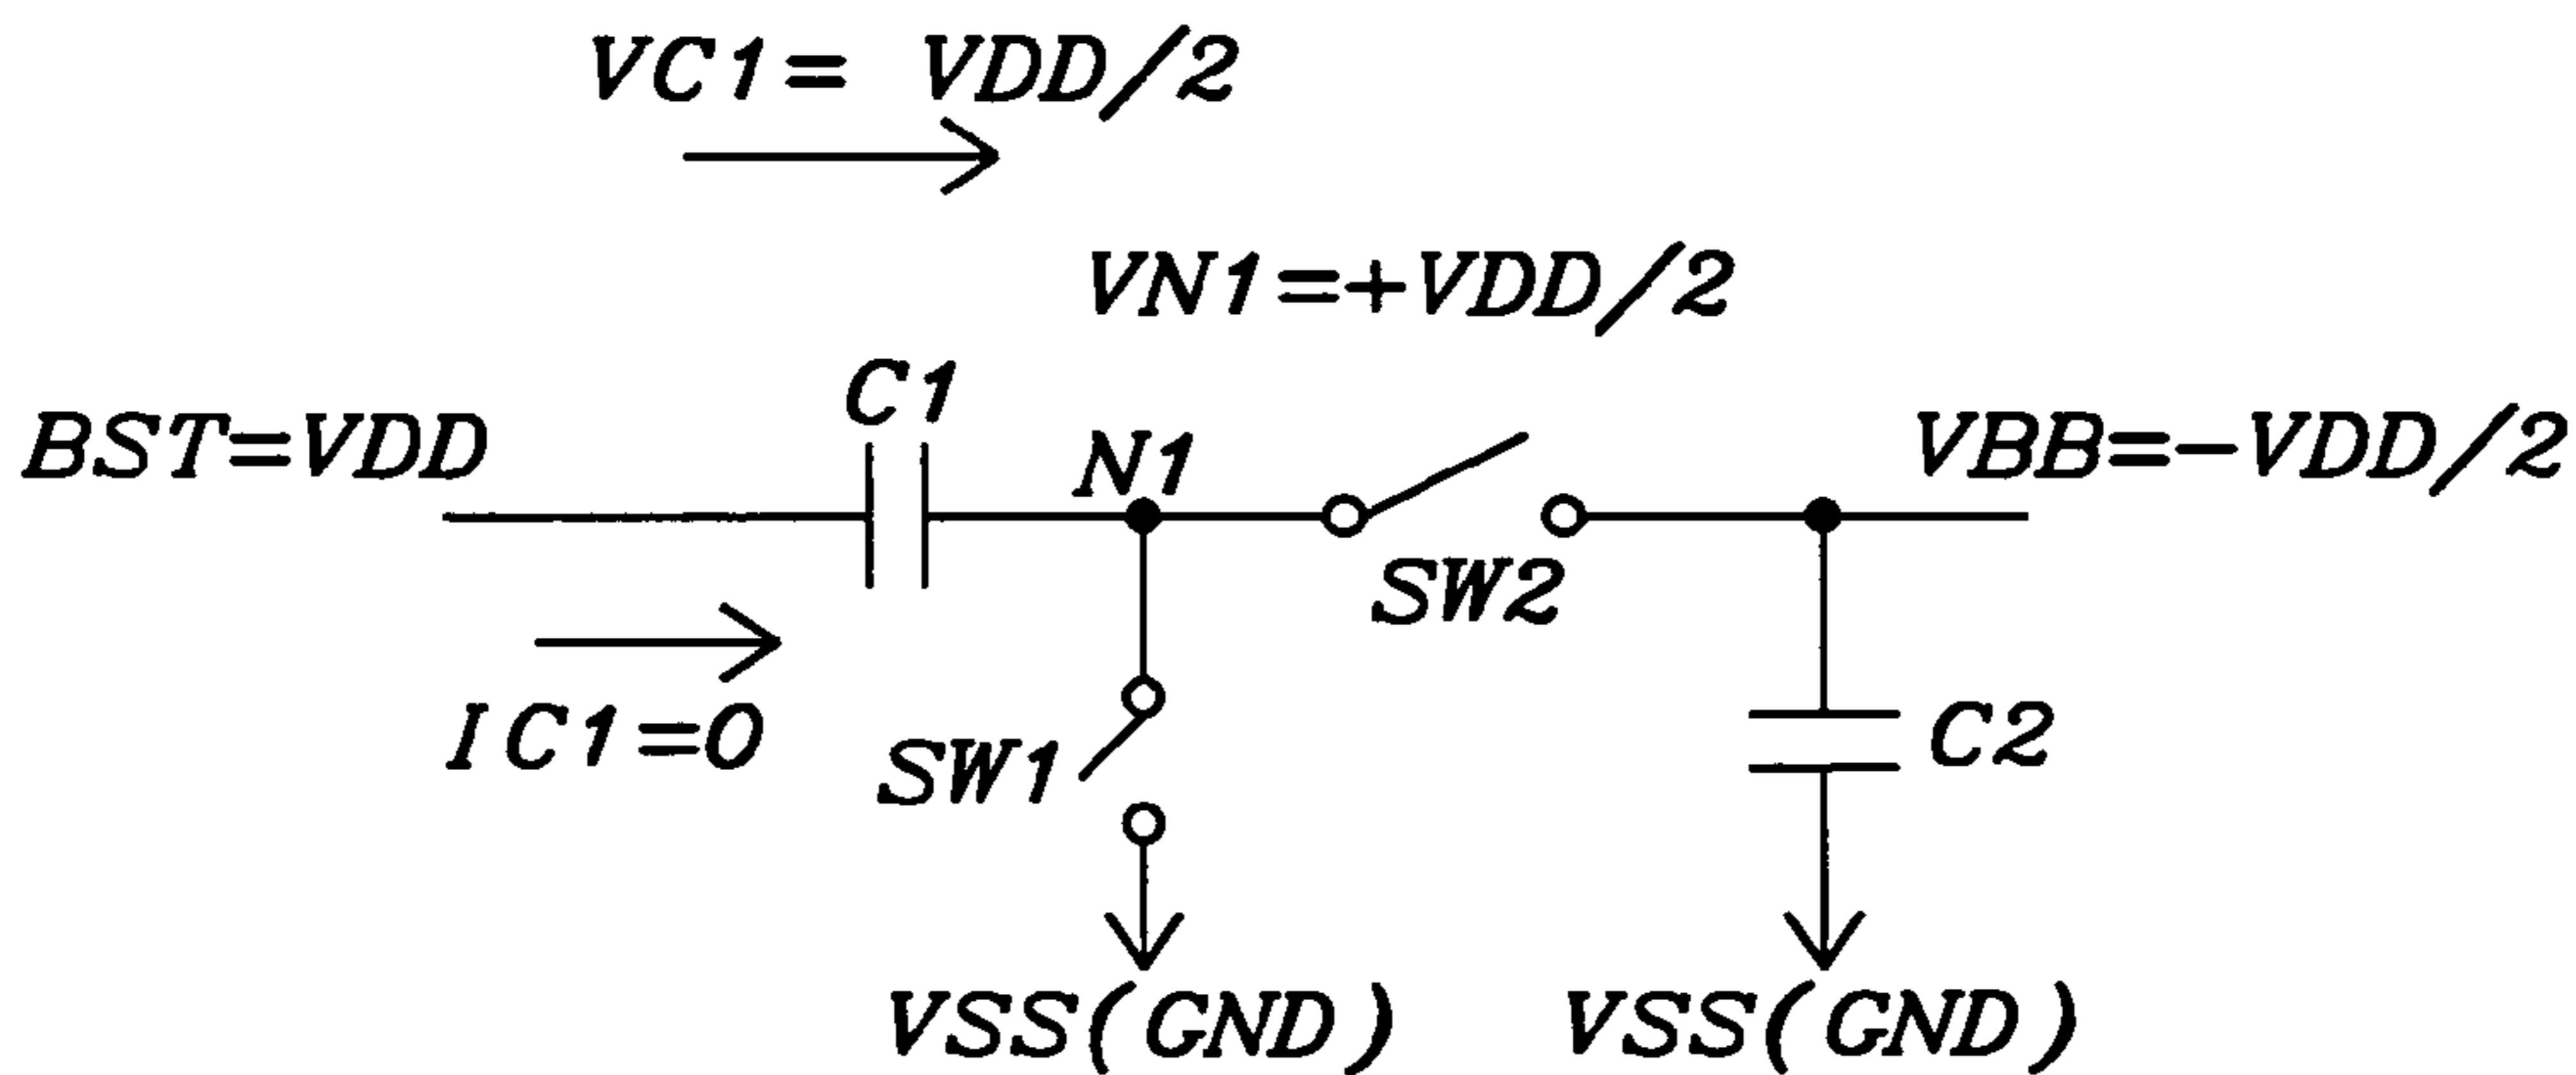 VC1= VDD/2
VN1=+VDD/2
C1
BST=VDD
N1
VBB=-VDD/2
SW2
IC1=0
SW1
C2
VSS(GND)
VSS(GND)